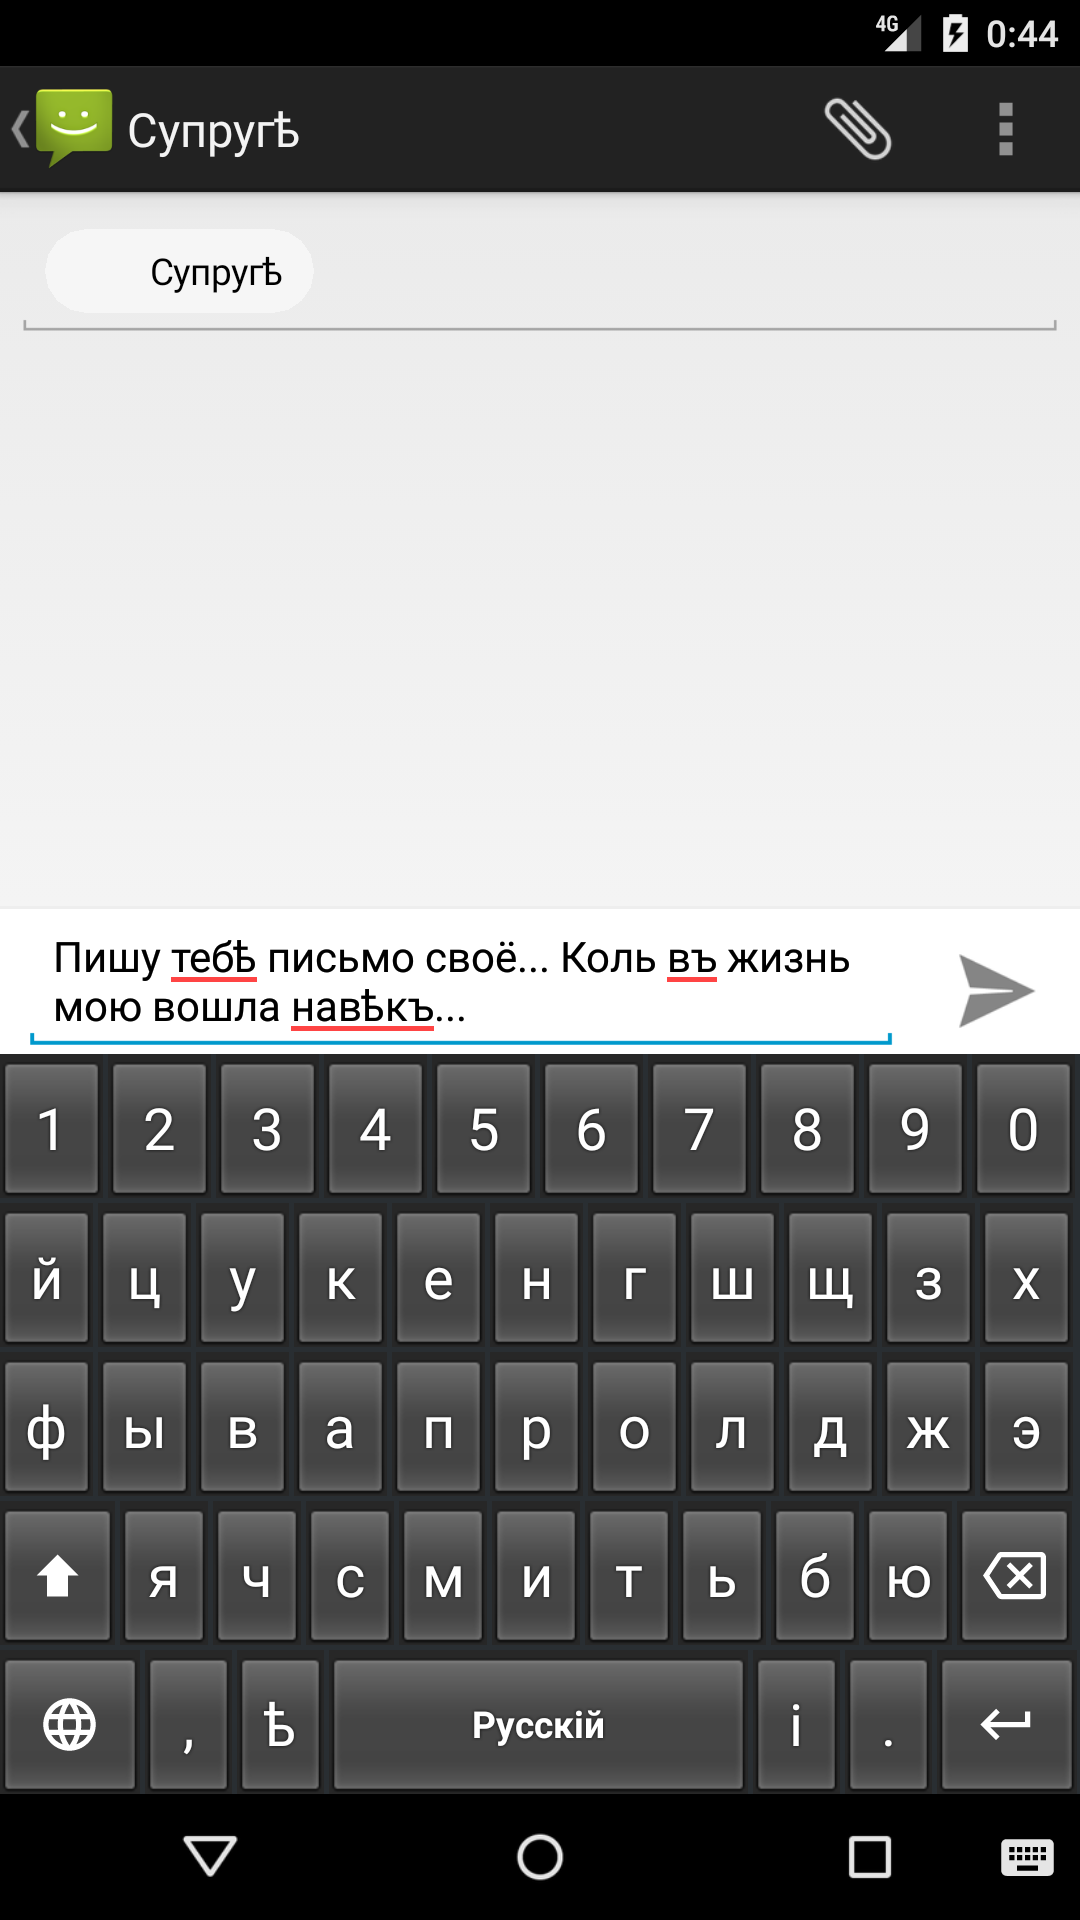 4G 0:44
Супругѣ
Супругѣ
Пишу тебѣ письмо своё... Коль въ жизнь
мою вошла навѣкъ...
1 2 3 4 5 6 7 8 9 0
й ц у к е н г ш щ з х
ф ы в а п р о л д ж э
я ч с м и т ь б ю
, ѣ Русскій і .